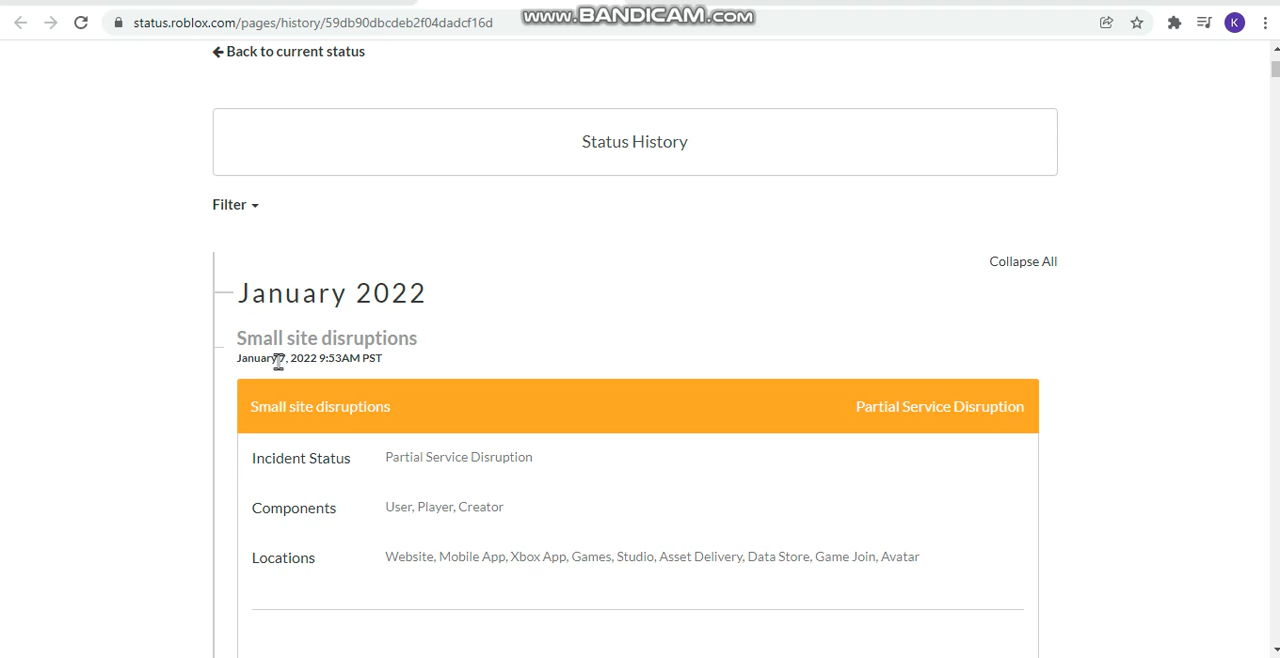 status.roblox.com/pages/history/59db90dbcdeb2f04dadcf16d
www.BANDICAM.com
K
Back to current status
Status History
Filter
Collapse All
January 2022
Small site disruptions
January 7, 2022 9:53AM PST
Small site disruptions Partial Service Disruption
Incident Status Partial Service Disruption
Components User, Player, Creator
Locations Website, Mobile App, Xbox App, Games, Studio, Asset Delivery, Data Store, Game Join, Avatar